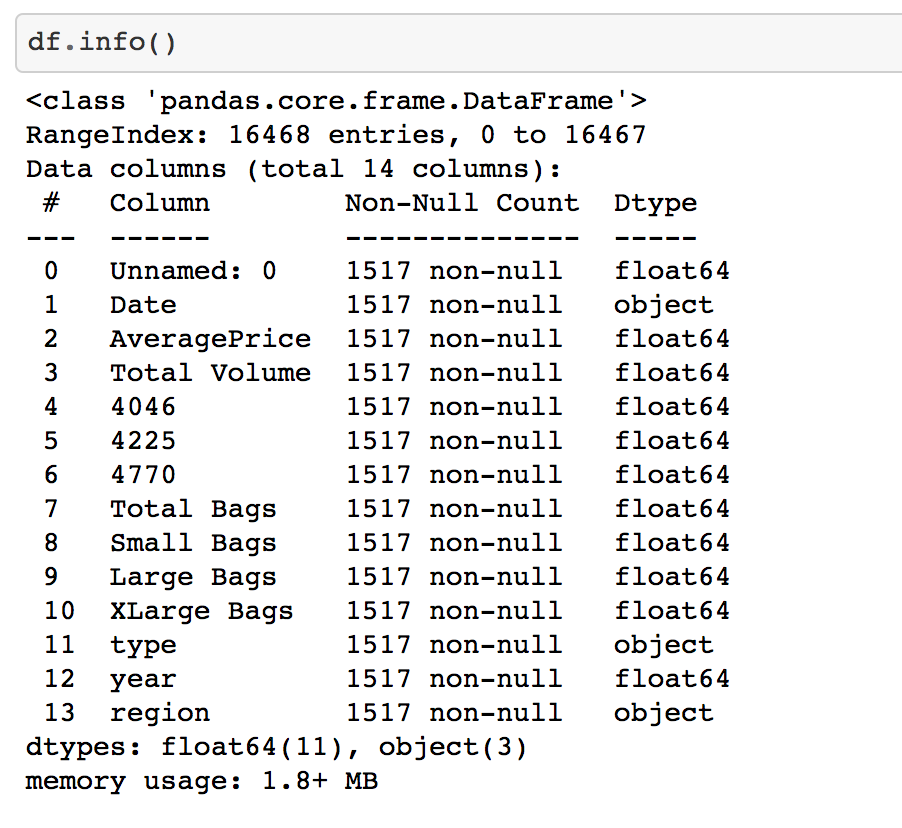 df.info()
<class 'pandas.core.frame.DataFrame'>
RangeIndex: 16468 entries, 0 to 16467
Data columns (total 14 columns):
 #   Column        Non-Null Count  Dtype
---  ------        --------------  -----
 0   Unnamed: 0    1517 non-null   float64
 1   Date          1517 non-null   object
 2   AveragePrice  1517 non-null   float64
 3   Total Volume  1517 non-null   float64
 4   4046          1517 non-null   float64
 5   4225          1517 non-null   float64
 6   4770          1517 non-null   float64
 7   Total Bags    1517 non-null   float64
 8   Small Bags    1517 non-null   float64
 9   Large Bags    1517 non-null   float64
 10  XLarge Bags   1517 non-null   float64
 11  type          1517 non-null   object
 12  year          1517 non-null   float64
 13  region        1517 non-null   object
dtypes: float64(11), object(3)
memory usage: 1.8+ MB